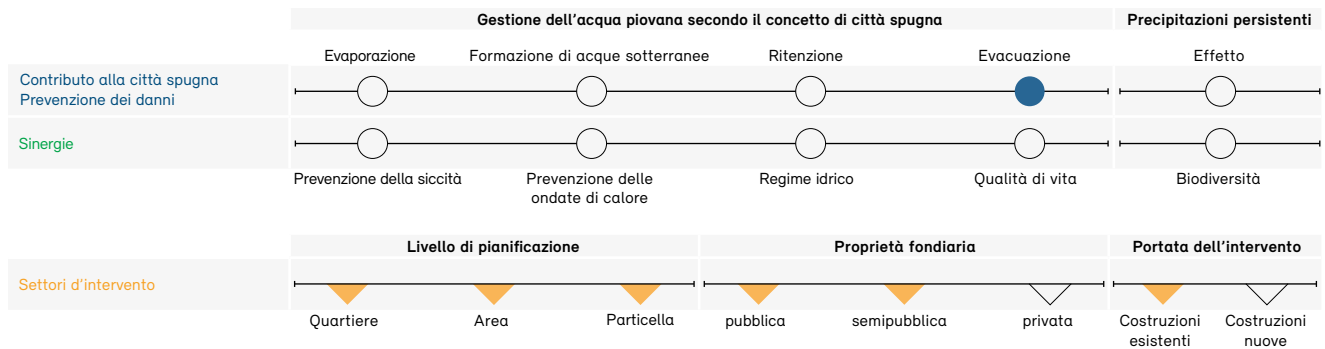 Gestione dell'acqua piovana secondo il concetto di città spugna
Precipitazioni persistenti
Evaporazione
Formazione di acque sotterranee
Ritenzione
Evacuazione
Effetto
Contributo alla città spugna
Prevenzione dei danni
Sinergie
Prevenzione della siccità
Prevenzione delle
ondate di calore
Regime idrico
Qualità di vita
Biodiversità
Livello di pianificazione
Proprietà fondiaria
Portata dell'intervento
Settori d'intervento
Quartiere
Area
Particella
pubblica
semipubblica
privata
Costruzioni
esistenti
Costruzioni
nuove